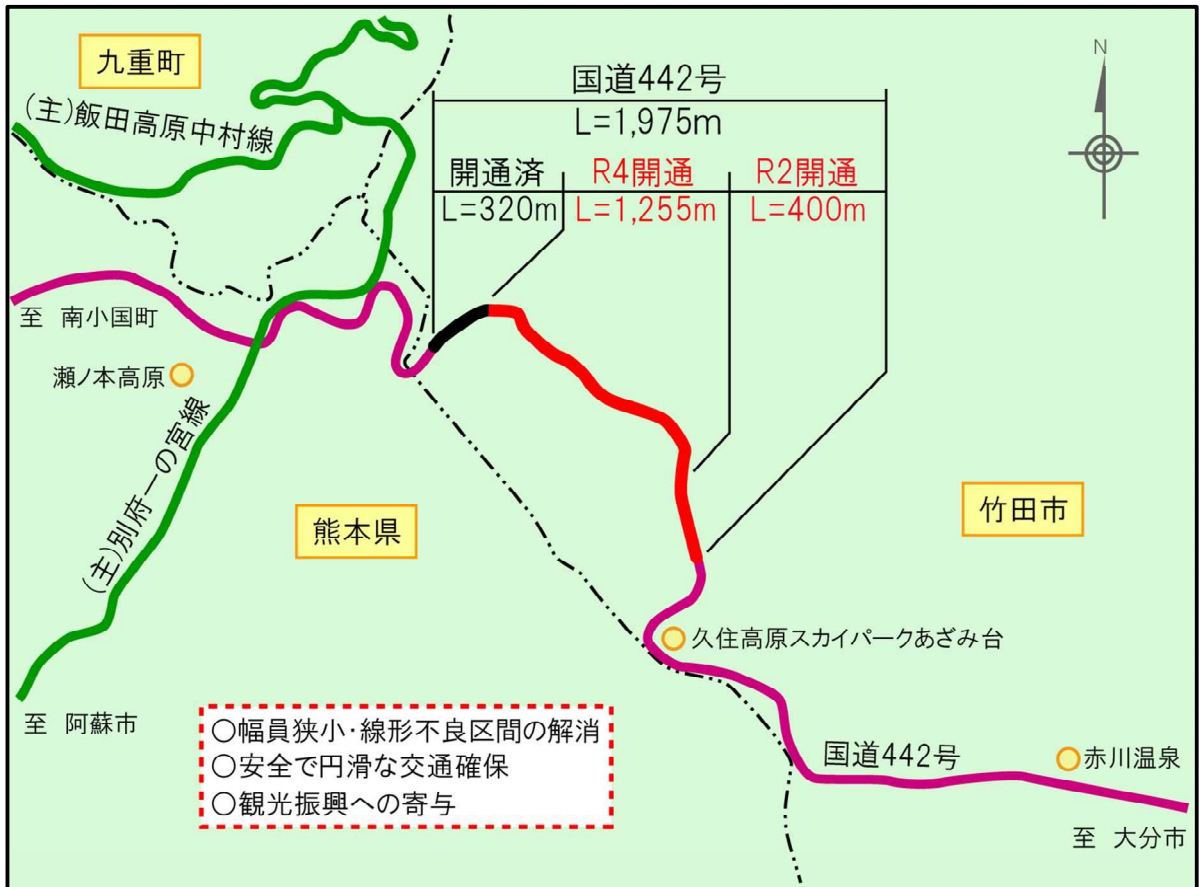 九重町
(主)飯田高原中村線
国道442号
L=1,975m
開通済
R4開通
R2開通
L=320m
L=1,255m
L=400m
N
至 南小国町
瀬ノ本高原
(主)別府一の宮線
熊本県
竹田市
久住高原スカイパークあざみ台
至 阿蘇市
○幅員狭小・線形不良区間の解消
○安全で円滑な交通確保
○観光振興への寄与
国道442号
赤川温泉
至 大分市